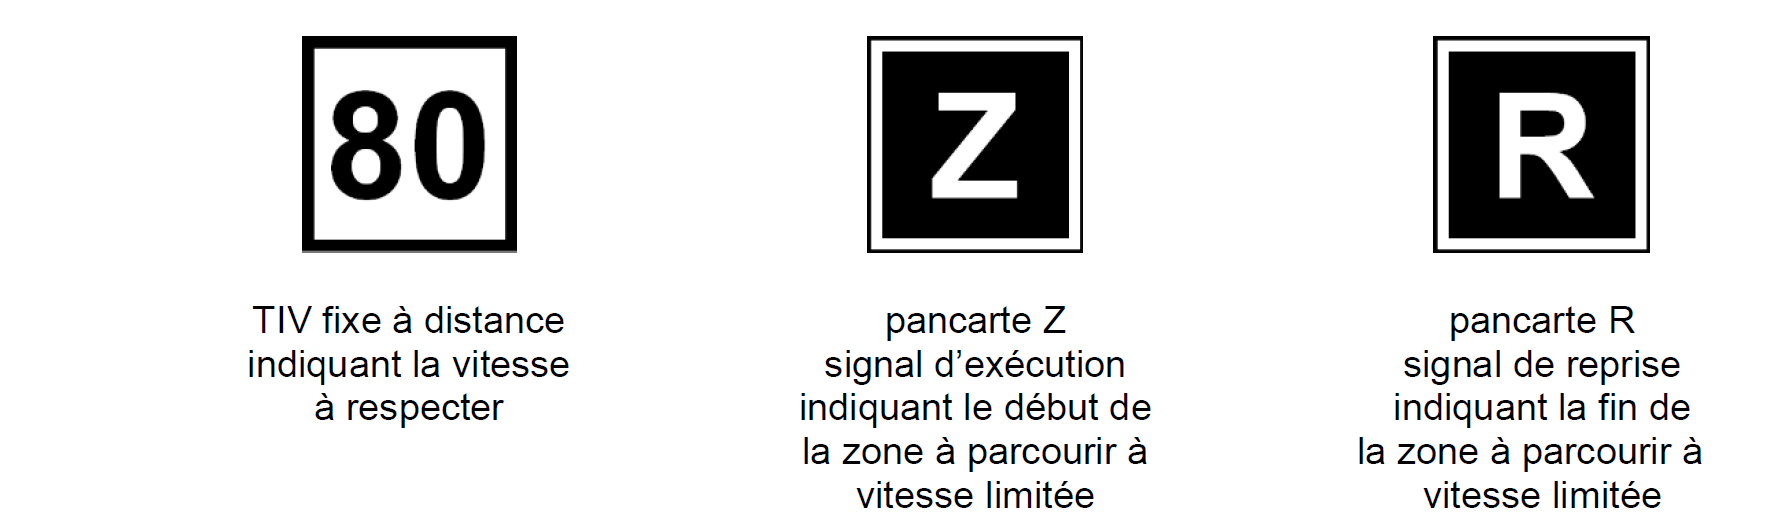 80
Z
R
TIV fixe à distance
indiquant la vitesse
à respecter
pancarte Z
signal d’exécution
indiquant le début de
la zone à parcourir à
vitesse limitée
pancarte R
signal de reprise
indiquant la fin de
la zone à parcourir à
vitesse limitée